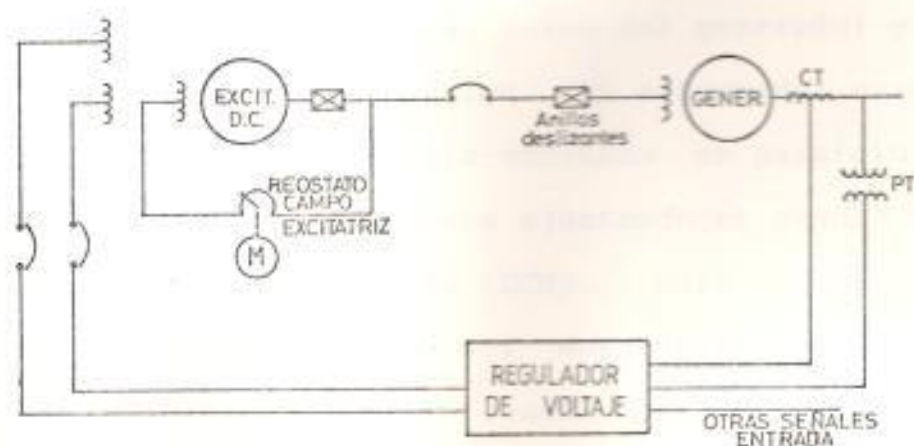 EXCIT.
D.C.
Anillos
deslizantes
GENER.
CT
PT
REOSTATO
CAMPO
EXCITATRIZ
M
REGULADOR
DE VOLTAJE
OTRAS SEÑALES
ENTRADA